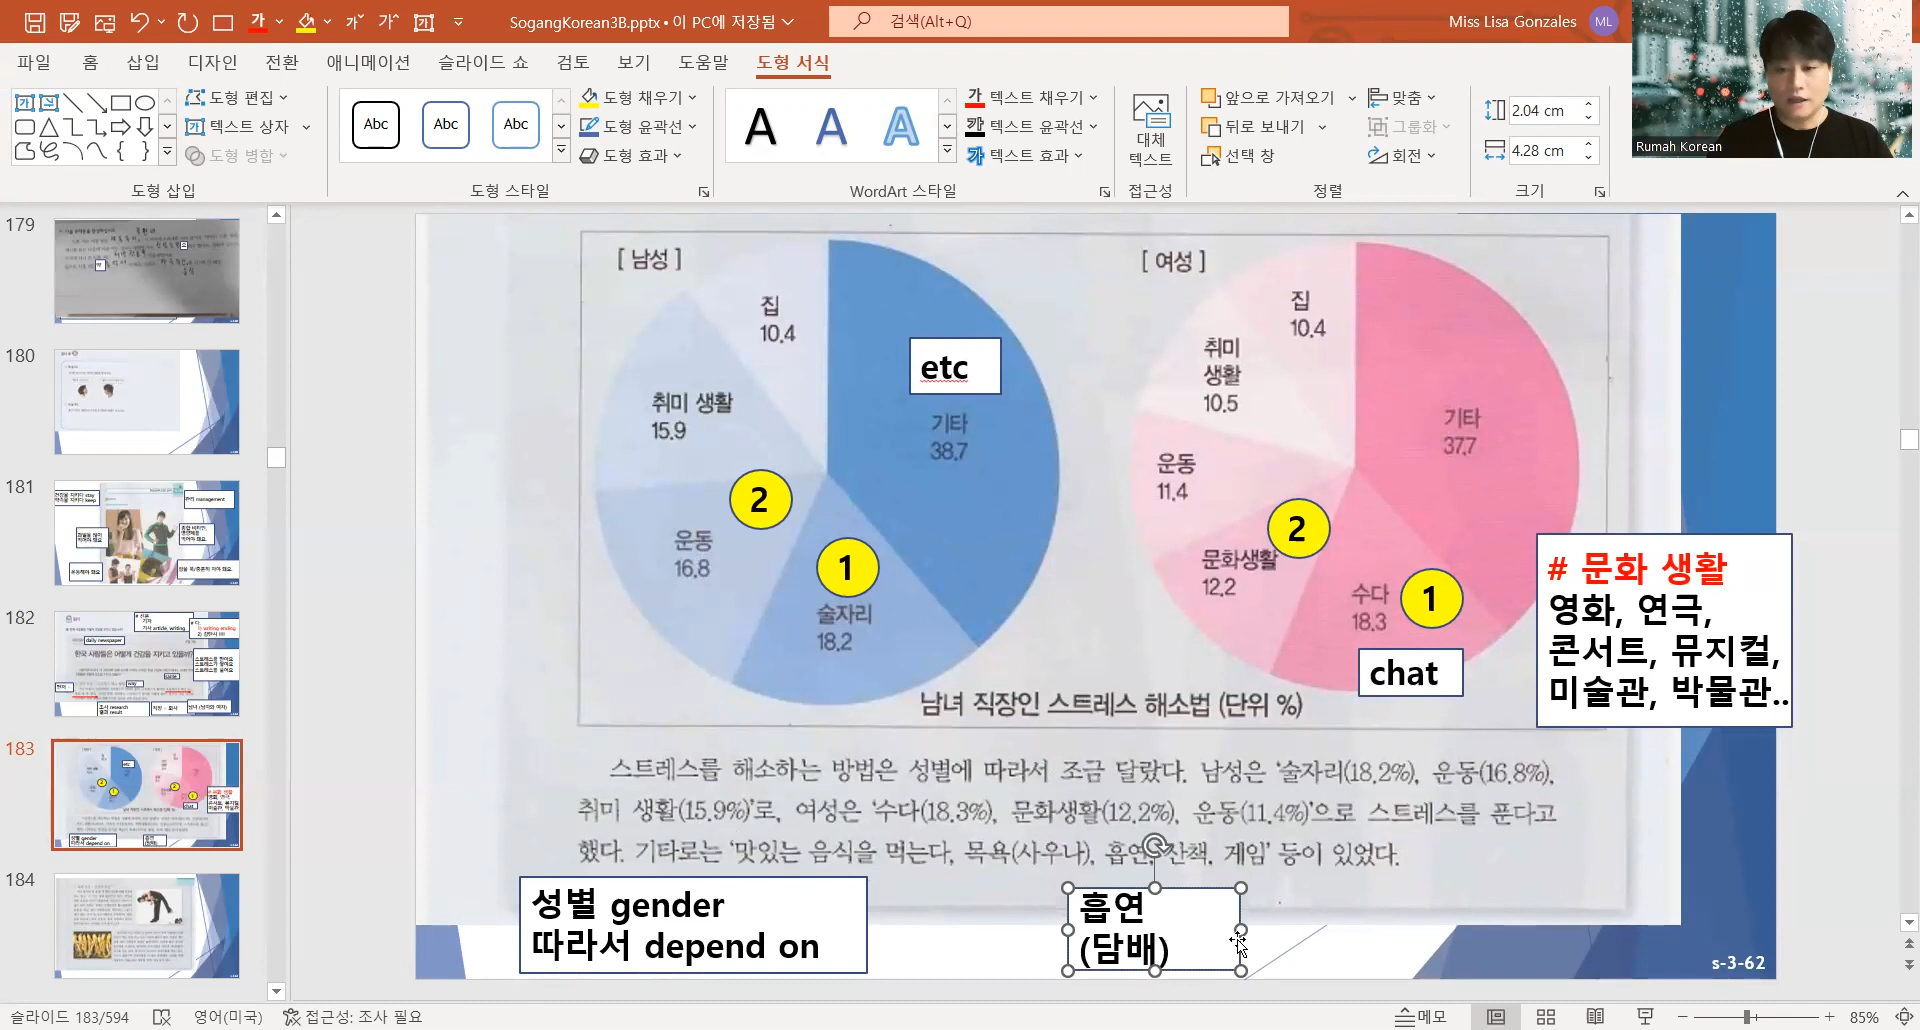 SogangKorean3B.pptx • 이 PC에 저장됨
검색(Alt+Q)
Miss Lisa Gonzales
ML
파일 홈 삽입 디자인 전환 애니메이션 슬라이드 쇼 검토 보기 도움말 도형 서식
도형 편집
텍스트 상자
도형 병합
도형 삽입
Abc Abc Abc
도형 채우기
도형 윤곽선
도형 효과
도형 스타일
A A A
텍스트 채우기
텍스트 윤곽선
텍스트 효과
WordArt 스타일
대체
텍스트
접근성
앞으로 가져오기
뒤로 보내기
선택 창
맞춤
그룹화
회전
정렬
2.04 cm
4.28 cm
크기
Rumah Korean
179
180
181
182
183
184
[ 남성 ]
집
10.4
etc
기타
38.7
취미 생활
15.9
2
운동
16.8
1
술자리
18.2
[ 여성 ]
집
10.4
취미
생활
10.5
기타
37.7
운동
11.4
2
문화생활
12.2
수다
18.3
1
chat
남녀 직장인 스트레스 해소법 (단위 %)
# 문화 생활
영화, 연극,
콘서트, 뮤지컬,
미술관, 박물관..
스트레스를 해소하는 방법은 성별에 따라서 조금 달랐다. 남성은 ‘술자리(18.2%), 운동(16.8%),
취미 생활(15.9%)’로, 여성은 ‘수다(18.3%), 문화생활(12.2%), 운동(11.4%)’으로 스트레스를 푼다고
했다. 기타로는 ‘맛있는 음식을 먹는다, 목욕(사우나), 흡연, 산책, 게임’ 등이 있었다.
성별 gender
따라서 depend on
흡연
(담배)
s-3-62
슬라이드 183/594
영어(미국)
접근성: 조사 필요
메모
85%